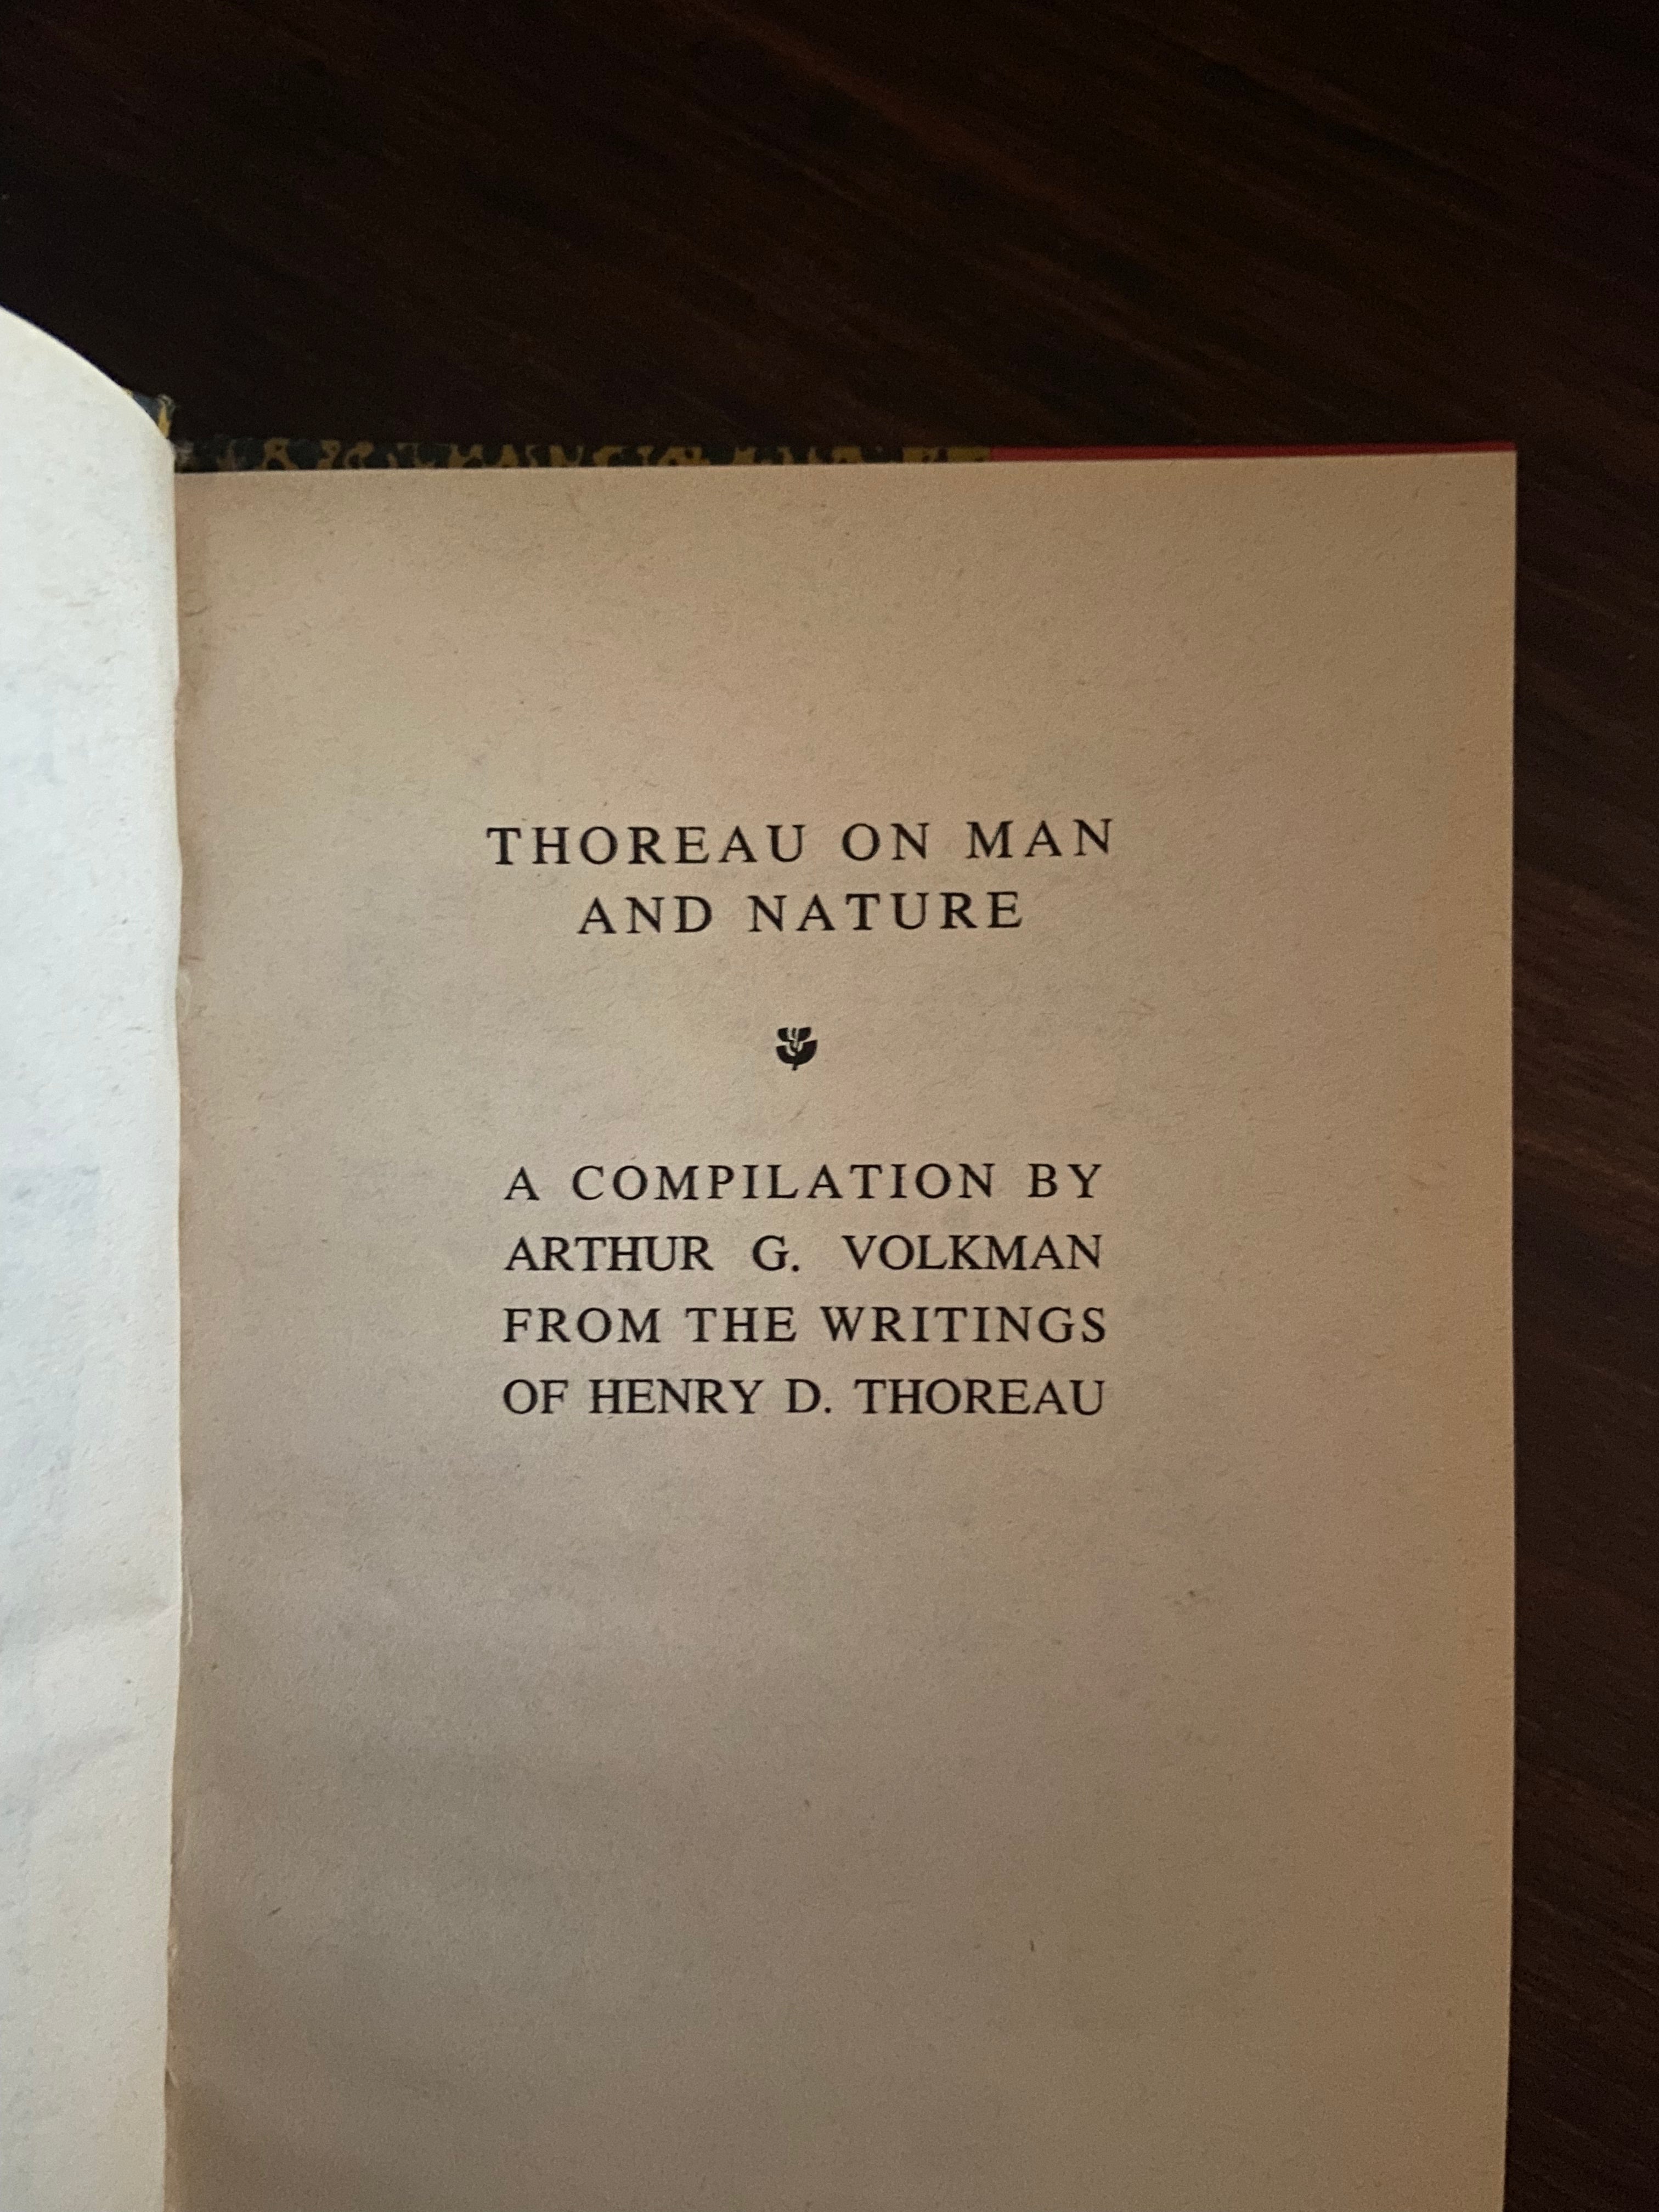 THOREAU ON MAN
AND NATURE
A COMPILATION BY
ARTHUR G. VOLKMAN
FROM THE WRITINGS
OF HENRY D. THOREAU